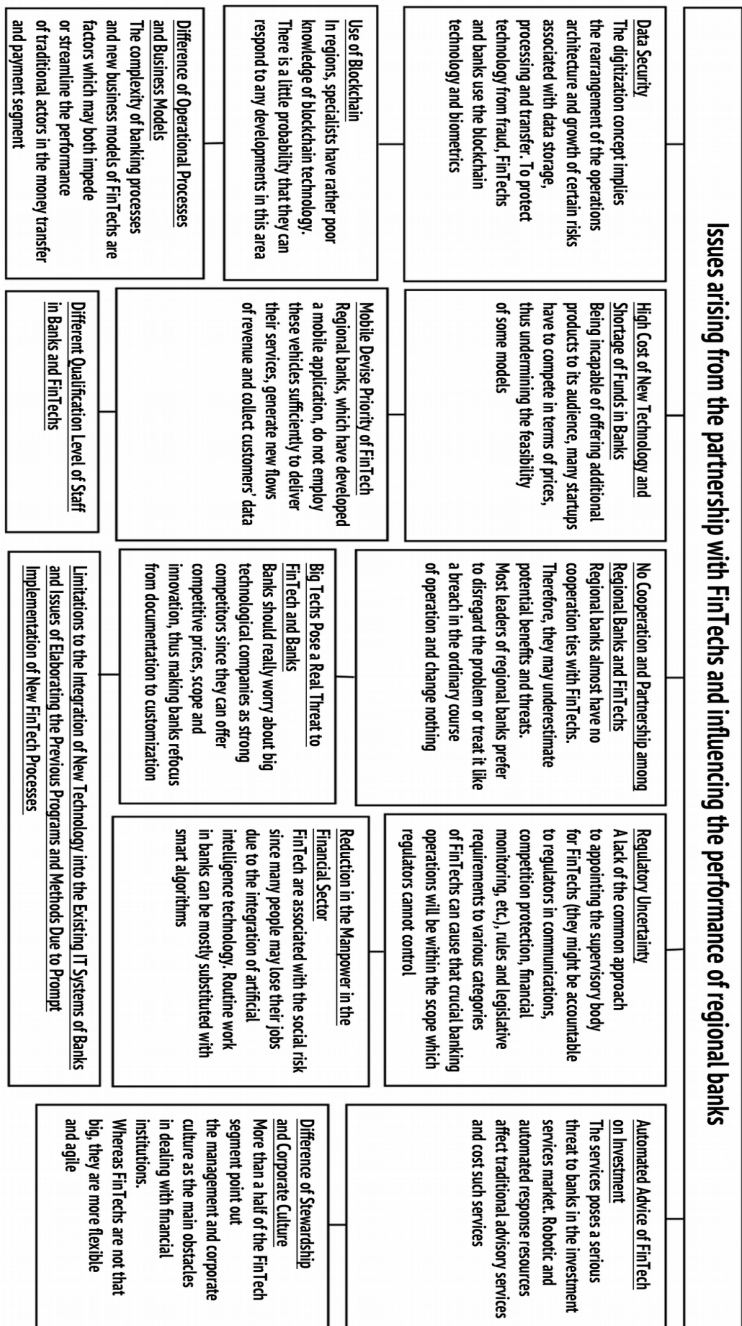 Issues arising from the partnership with FinTechs and influencing the performance of regional banks
Data Security
The digitization concept implies
the rearrangement of the operations
architecture and growth of certain risks
associated with data storage,
processing and transfer. To protect
technology from fraud, FinTechs
and banks use the blockchain
technology and biometrics
High Cost of New Technology and
Shortage of Funds in Banks
Being incapable of offering additional
products to its audience, many startups
have to compete in terms of prices,
thus undermining the feasibility
of some models
No Cooperation and Partnership among
Regional Banks and FinTechs
Regional banks almost have no
cooperation ties with FinTechs.
Therefore, they may underestimate
potential benefits and threats.
Most leaders of regional banks prefer
to disregard the problem or treat it like
a breach in the ordinary course
of operation and change nothing
Regulatory Uncertainty
A lack of the common approach
to appointing the supervisory body
for FinTechs (they might be accountable
to regulators in communications,
competition protection, financial
monitoring, etc.), rules and legislative
requirements to various categories
of FinTechs can cause that crucial banking
operations will be within the scope which
regulators cannot control
Automated Advice of FinTech
on Investment
The services poses a serious
threat to banks in the investment
services market. Robotic and
automated response resources
affect traditional advisory services
and cost such services
Use of Blockchain
In regions, specialists have rather poor
knowledge of blockchain technology.
There is a little probability that they can
respond to any developments in this area
Mobile Devise Priority of FinTech
Regional banks, which have developed
a mobile application, do not employ
these vehicles sufficiently to deliver
their services, generate new flows
of revenue and collect customers' data
Big Techs Pose a Real Threat to
FinTech and Banks
Banks should really worry about big
technological companies as strong
competitors since they can offer
competitive prices, scope and
innovation, thus making banks refocus
from documentation to customization
Reduction in the Manpower in the
Financial Sector
FinTech are associated with the social risk
since many people may lose their jobs
due to the integration of artificial
intelligence technology. Routine work
in banks can be mostly substituted with
smart algorithms
Difference of Stewardship
and Corporate Culture
More than a half of the FinTech
segment point out
the management and corporate
culture as the main obstacles
in dealing with financial
institutions.
Whereas FinTechs are not that
big, they are more flexible
and agile
Difference of Operational Processes
and Business Models
The complexity of banking processes
and new business models of FinTechs are
factors which may both impede
or streamline the performance
of traditional actors in the money transfer
and payment segment
Different Qualification Level of Staff
in Banks and FinTechs
Limitations to the Integration of New Technology into the Existing IT Systems of Banks
and Issues of Elaborating the Previous Programs and Methods Due to Prompt
Implementation of New FinTech Processes